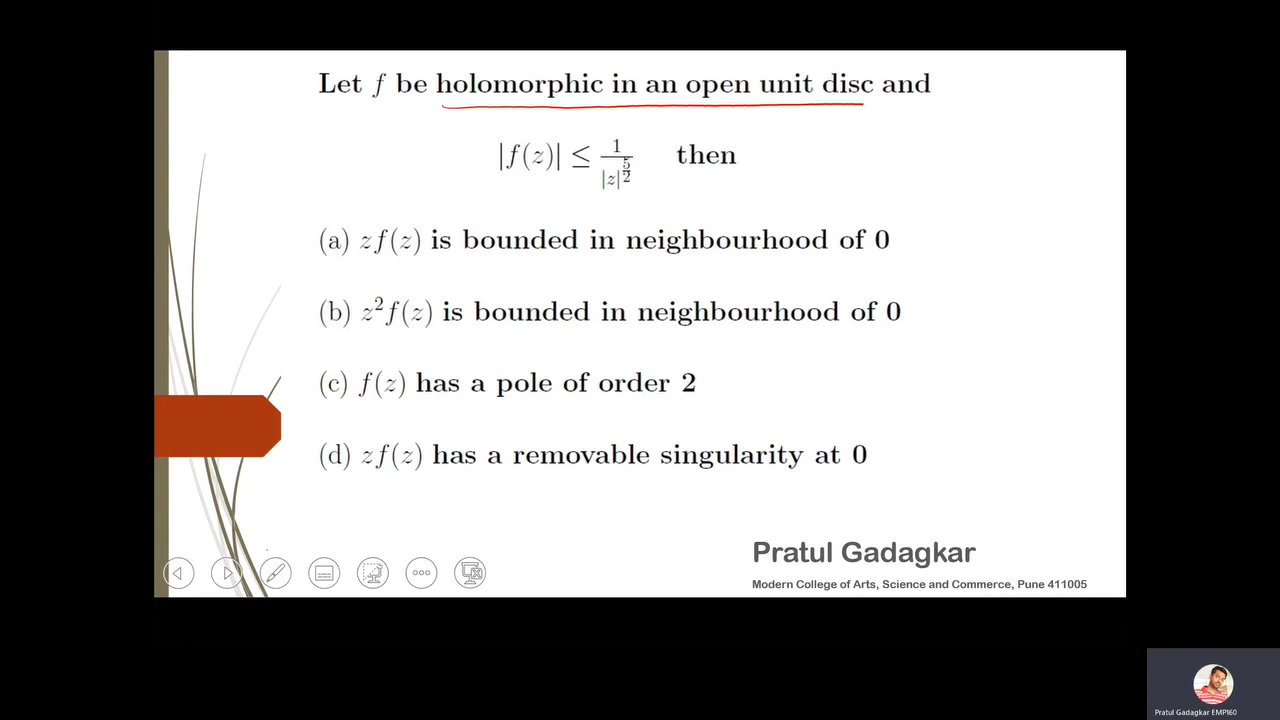 Let f be holomorphic in an open unit disc and
|f(z)| ≤ 1/|z|^{5/2} then
(a) zf(z) is bounded in neighbourhood of 0
(b) z²f(z) is bounded in neighbourhood of 0
(c) f(z) has a pole of order 2
(d) zf(z) has a removable singularity at 0
Pratul Gadagkar
Modern College of Arts, Science and Commerce, Pune 411005
Pratul Gadagkar EMP160